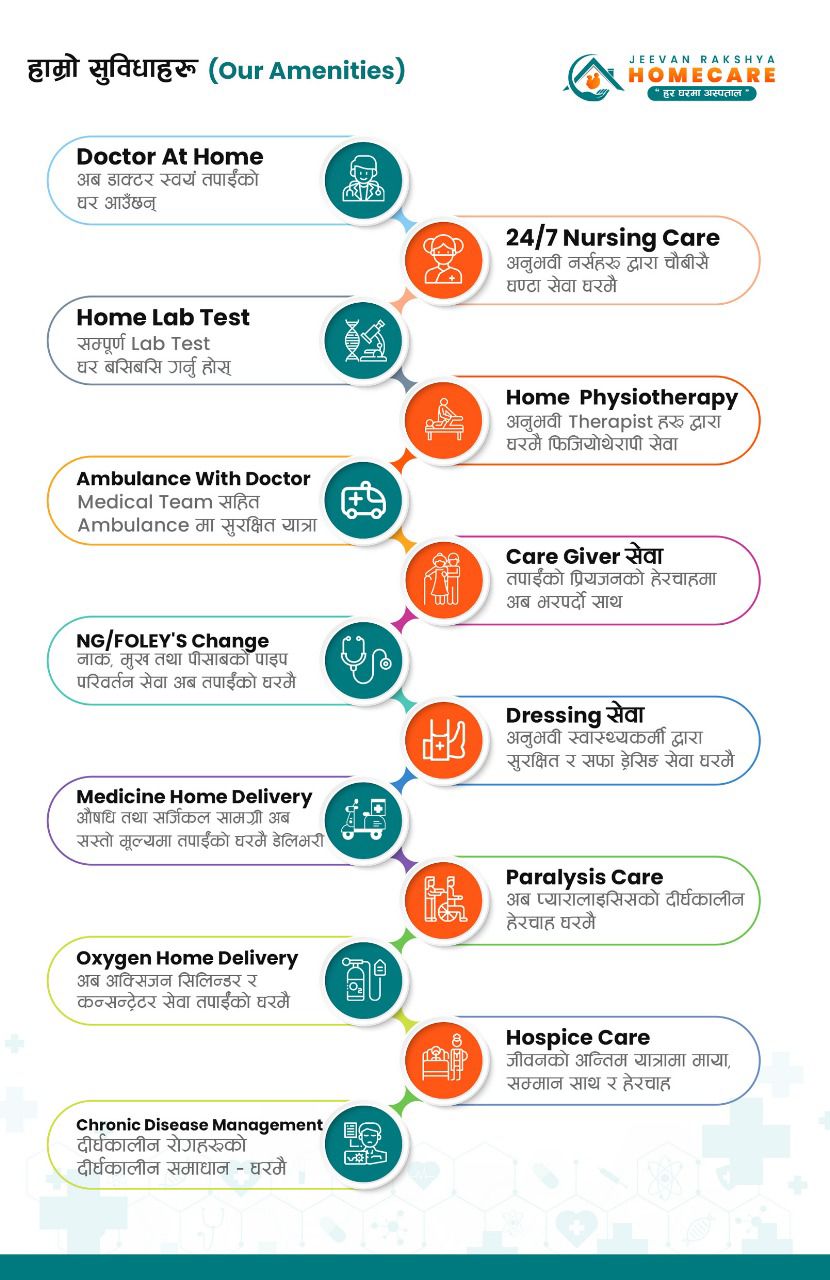 हाम्रो सुविधाहरू (Our Amenities)
JEEVAN RAKSHYA
HOMECARE
" हर घरमा अस्पताल "
Doctor At Home
अब डाक्टर स्वयं तपाईंको
घर आउँछन्
24/7 Nursing Care
अनुभवी नर्सहरु द्वारा चौबीसै
घण्टा सेवा घरमै
Home Lab Test
सम्पूर्ण Lab Test
घर बसिबसि गर्नु होस्
Home Physiotherapy
अनुभवी Therapist हरु द्वारा
घरमै फिजियोथेरापी सेवा
Ambulance With Doctor
Medical Team सहित
Ambulance मा सुरक्षित यात्रा
Care Giver सेवा
तपाईंको प्रियजनको हेरचाहमा
अब भरपर्दो साथ
NG/FOLEY'S Change
नाक, मुख तथा पीसाबको पाइप
परिवर्तन सेवा अब तपाईंको घरमै
Dressing सेवा
अनुभवी स्वास्थ्यकर्मी द्वारा
सुरक्षित र सफा ड्रेसिङ सेवा घरमै
Medicine Home Delivery
औषधि तथा सर्जिकल सामग्री अब
सस्तो मूल्यमा तपाईंको घरमै डेलिभरी
Paralysis Care
अब प्यारालाइसिसको दीर्घकालीन
हेरचाह घरमै
Oxygen Home Delivery
अब अक्सिजन सिलिन्डर र
कन्सन्ट्रेटर सेवा तपाईंको घरमै
O2
Hospice Care
जीवनको अन्तिम यात्रामा माया,
सम्मान साथ र हेरचाह
Chronic Disease Management
दीर्घकालीन रोगहरुको
दीर्घकालीन समाधान - घरमै